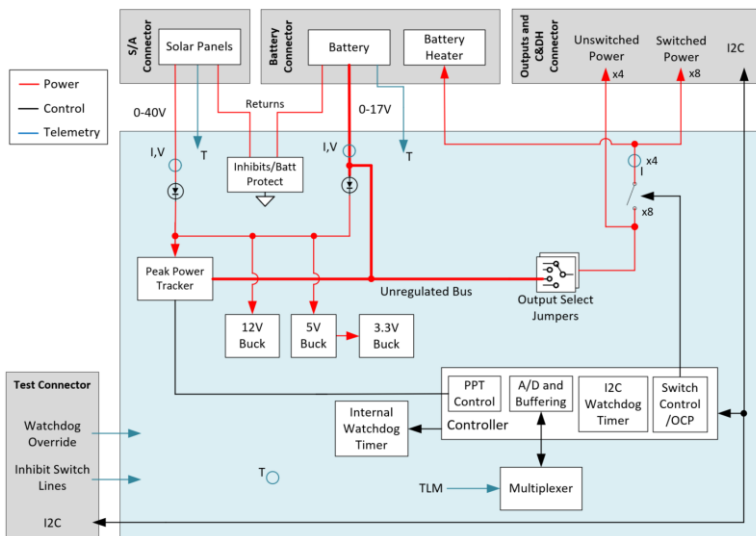 S/A
Connector
Solar Panels
Battery
Connector
Battery
Battery
Heater
Outputs and
C&DH
Connector
Unswitched
Power
x4
Switched
Power
x8
I2C
Power
Control
Telemetry
0-40V
Returns
0-17V
I,V
T
Inhibits/Batt
Protect
I,V
T
x4
I
x8
Peak Power
Tracker
Unregulated Bus
Output Select
Jumpers
12V
Buck
5V
Buck
3.3V
Buck
Test Connector
Watchdog
Override
Inhibit Switch
Lines
I2C
Internal
Watchdog
Timer
PPT
Control
A/D and
Buffering
I2C
Watchdog
Timer
Switch
Control
/OCP
Controller
T
TLM
Multiplexer